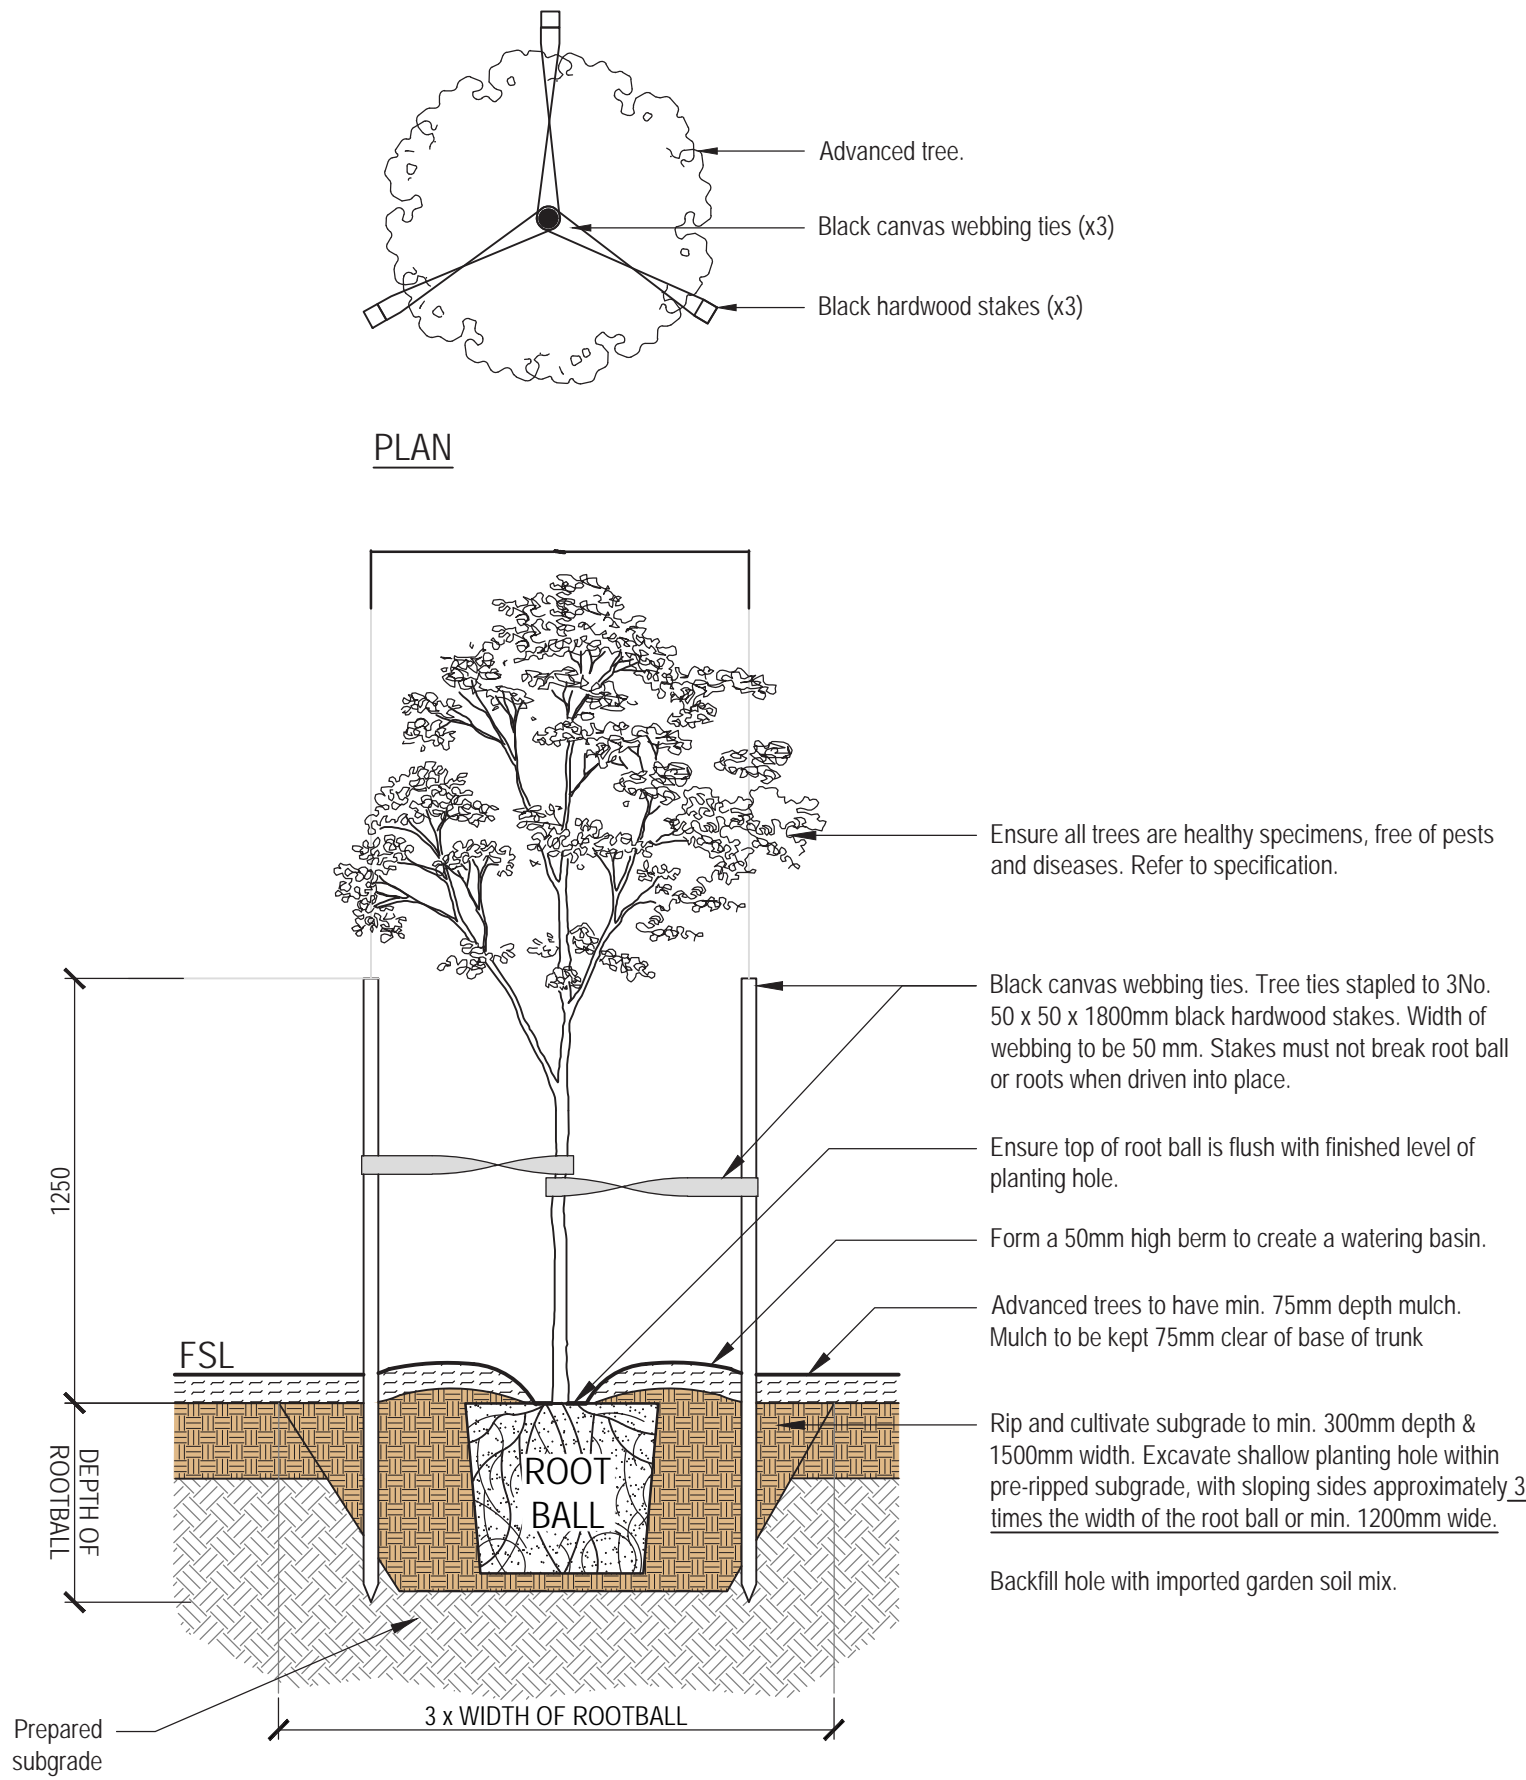 Advanced tree.
Black canvas webbing ties (x3)
Black hardwood stakes (x3)
PLAN
Ensure all trees are healthy specimens, free of pests
and diseases. Refer to specification.
Black canvas webbing ties. Tree ties stapled to 3No.
50 x 50 x 1800mm black hardwood stakes. Width of
webbing to be 50 mm. Stakes must not break root ball
or roots when driven into place.
Ensure top of root ball is flush with finished level of
planting hole.
1250
Form a 50mm high berm to create a watering basin.
Advanced trees to have min. 75mm depth mulch.
Mulch to be kept 75mm clear of base of trunk
FSL
Rip and cultivate subgrade to min. 300mm depth &
1500mm width. Excavate shallow planting hole within
pre-ripped subgrade, with sloping sides approximately 3
times the width of the root ball or min. 1200mm wide.
Backfill hole with imported garden soil mix.
DEPTH OF
ROOTBALL
ROOT
BALL
3 x WIDTH OF ROOTBALL
Prepared
subgrade